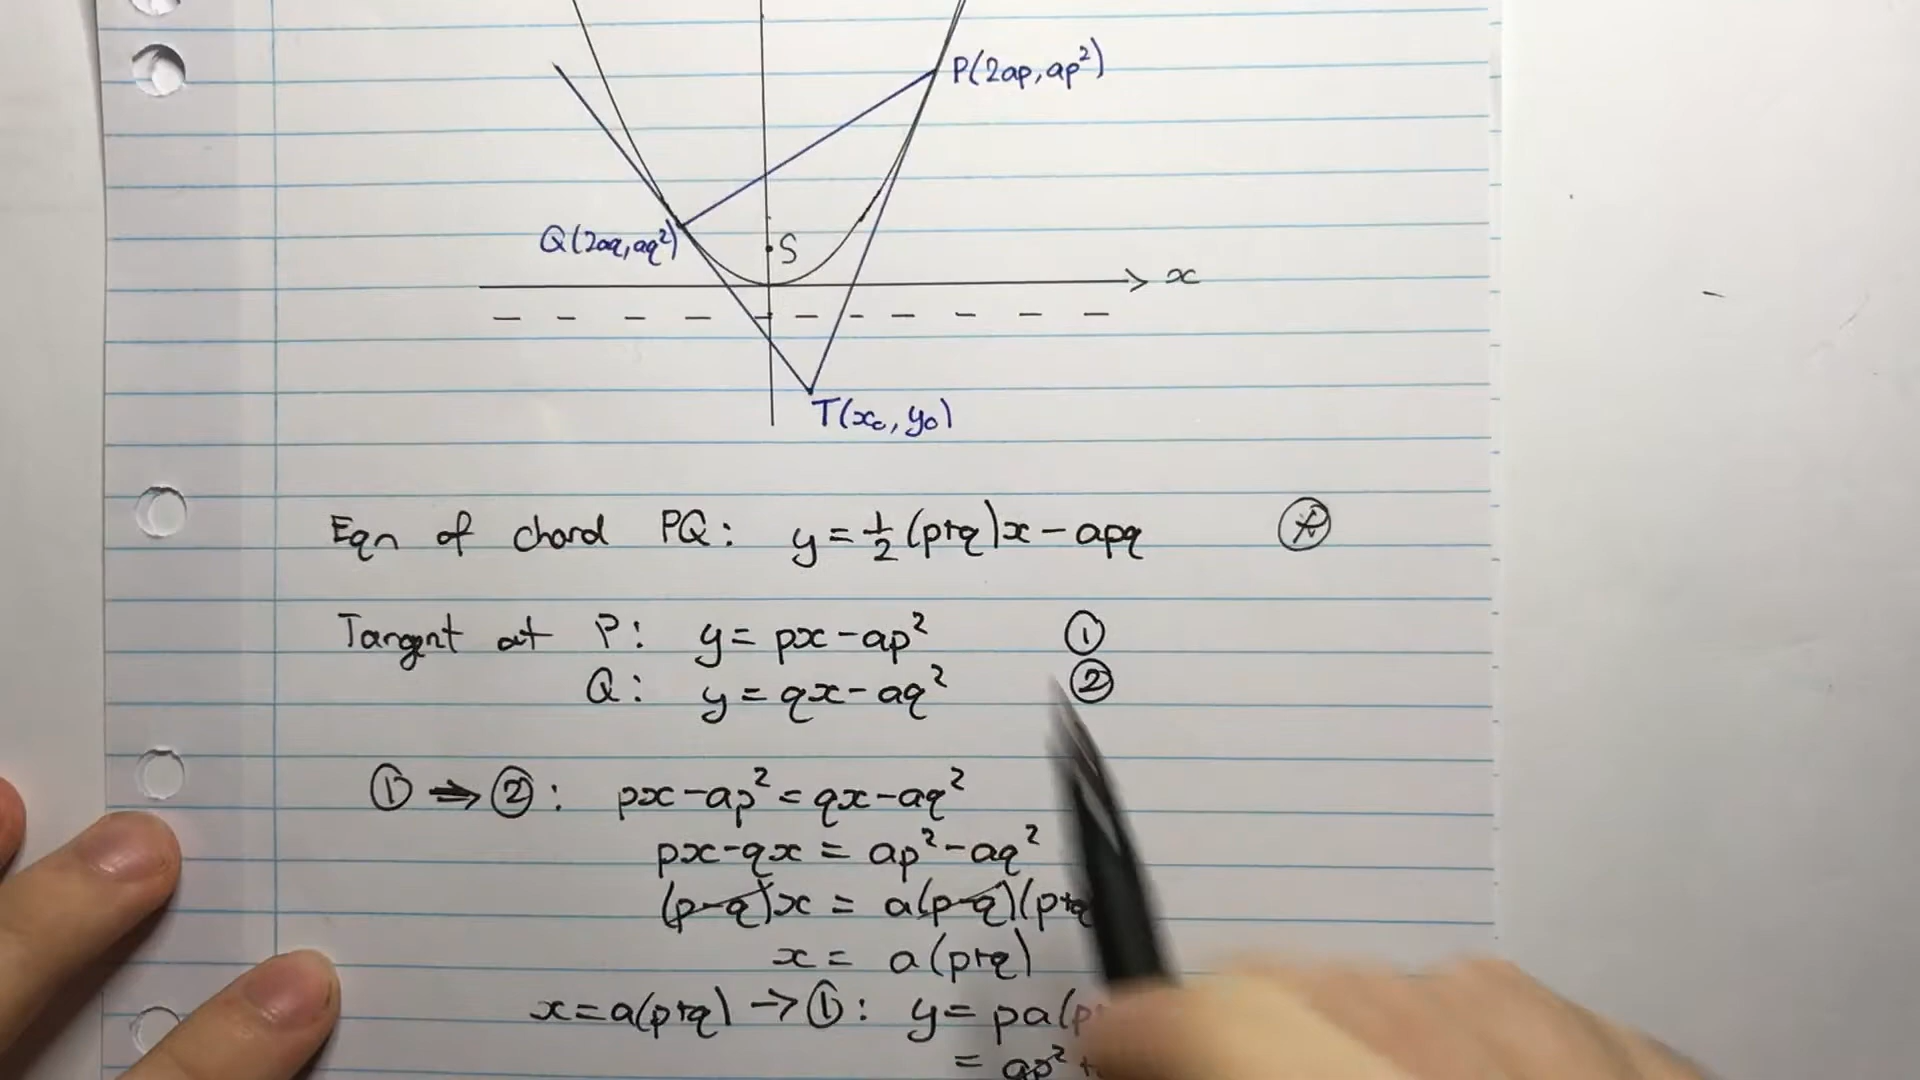 P(2ap, ap²)
Q(2aq, aq²)
S
x
T(x₀, y₀)
Eqn of chord PQ: y = ½ (p+q)x - apq
Tangent at P: y = px - ap² ①
Q: y = qx - aq² ②
① → ②: px - ap² = qx - aq²
px - qx = ap² - aq²
(p-q)x = a(p-q)(p+q
x = a(p+q)
x = a(p+q) → ①: y = pa(p
= ap² +